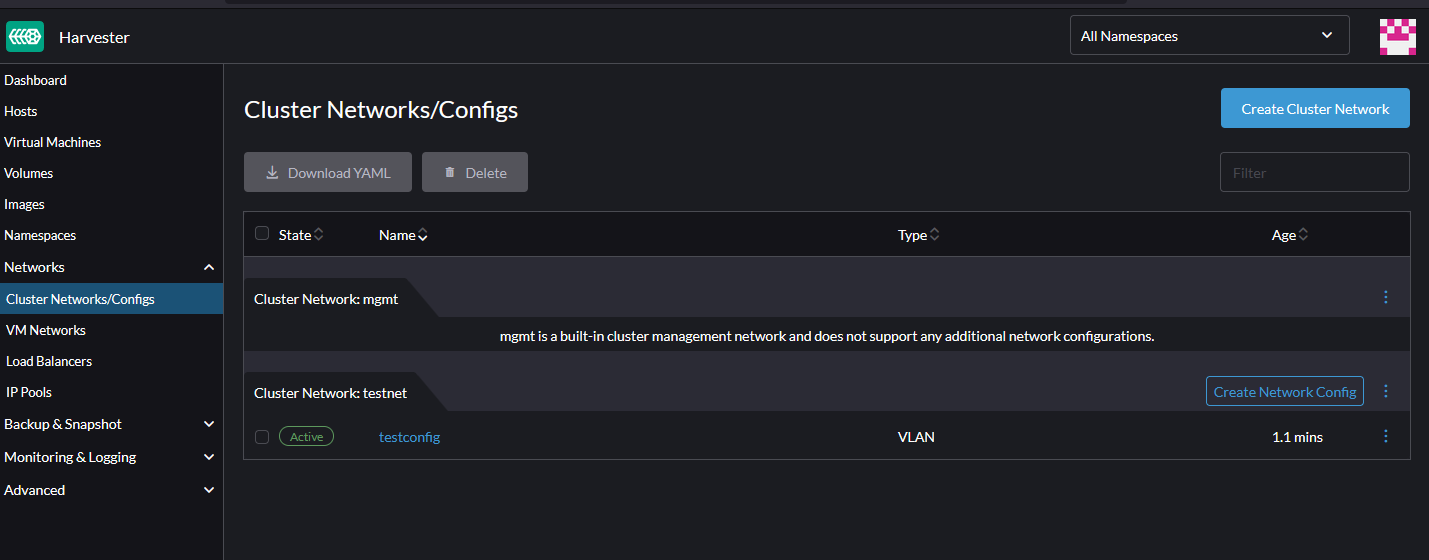 Harvester
All Namespaces
Dashboard
Hosts
Virtual Machines
Volumes
Images
Namespaces
Networks
Cluster Networks/Configs
VM Networks
Load Balancers
IP Pools
Backup & Snapshot
Monitoring & Logging
Advanced
Cluster Networks/Configs
Create Cluster Network
Download YAML Delete
Filter
State Name Type Age
Cluster Network: mgmt
mgmt is a built-in cluster management network and does not support any additional network configurations.
Cluster Network: testnet
Create Network Config
Active testconfig VLAN 1.1 mins